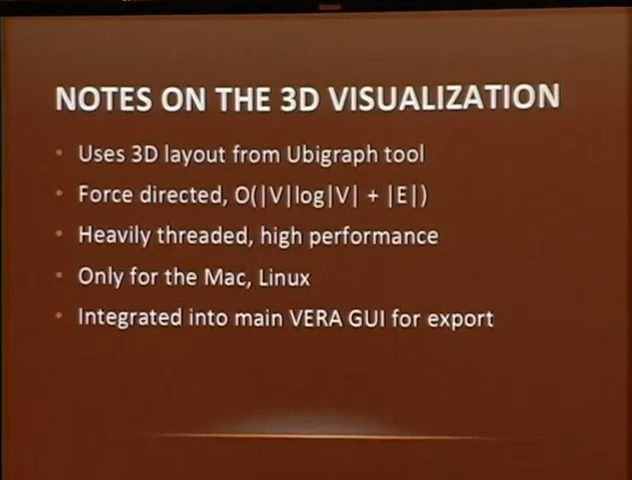 NOTES ON THE 3D VISUALIZATION
• Uses 3D layout from Ubigraph tool
• Force directed, O(|V|log|V| + |E|)
• Heavily threaded, high performance
• Only for the Mac, Linux
• Integrated into main VERA GUI for export